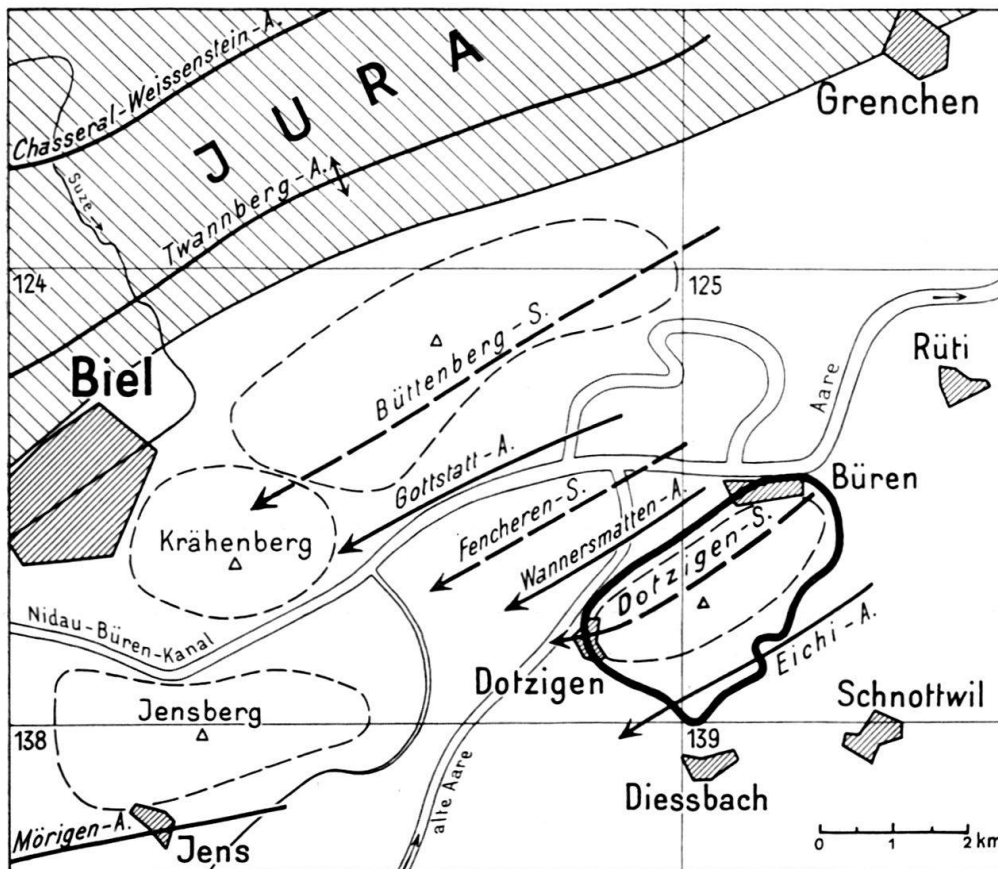 Chasseral-Weissenstein-A.
JURA
Grenchen
Suze
Twannberg-A.
124
125
Rüti
Aare
Biel
Büttenberg-S.
Gottstatt-A.
Büren
Krähenberg
Fencheren-S.
Wannersmatten-A.
Dotzigen-S.
Nidau-Büren-Kanal
Eichi-A.
Dotzigen
Schnottwil
Jensberg
138
139
Diessbach
alte Aare
Mörigen-A.
Jens
0 1 2 km